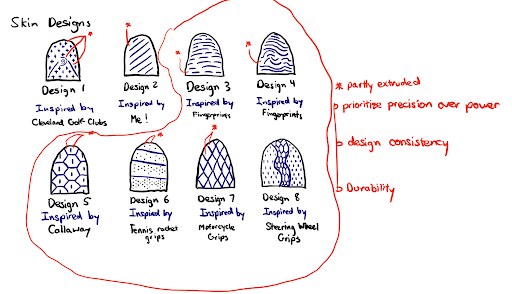 Skin Designs
Design 1
Inspired by
Cleveland Golf Clubs
Design 2
Inspired by
Me!
Design 3
Inspired by
Fingerprints
Design 4
Inspired by
Fingerprints
* partly extruded
prioritize precision over power
design consistency
Durability
Design 5
Inspired by
Callaway
Design 6
Inspired by
Tennis racket
grips
Design 7
Inspired by
Motorcycle
Grips
Design 8
Inspired by
Steering Wheel
Grips